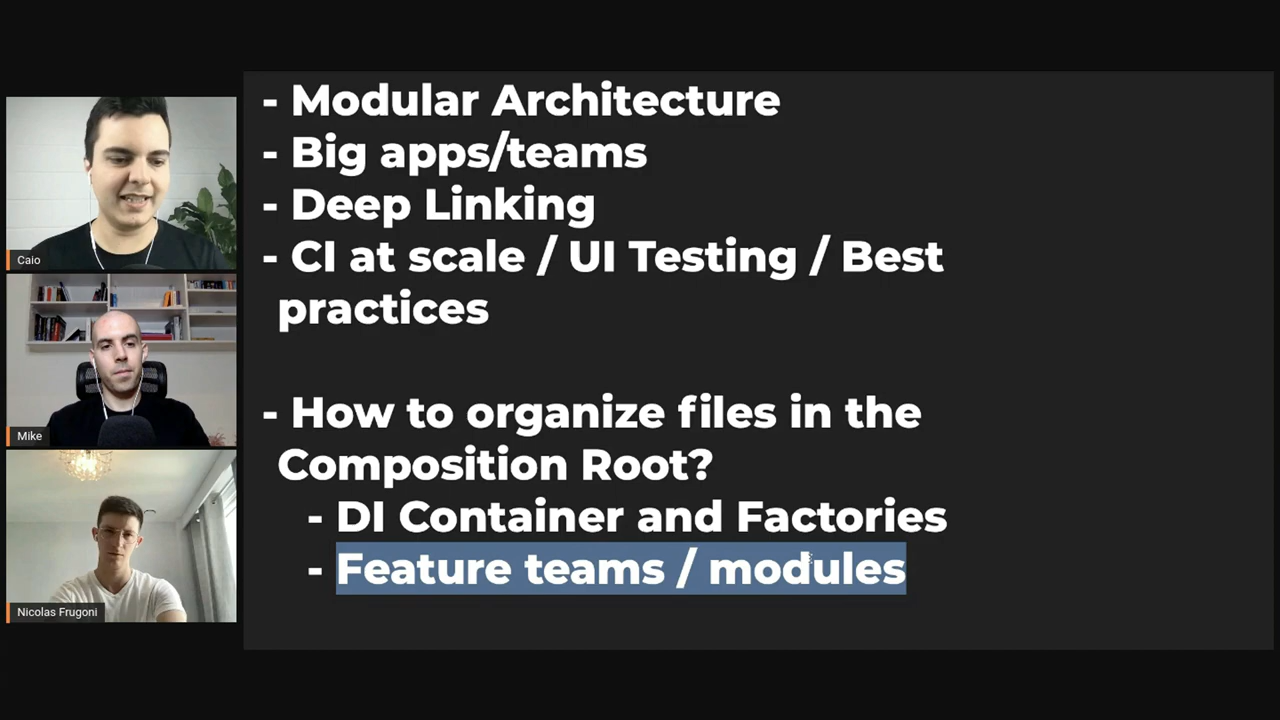 - Modular Architecture
- Big apps/teams
- Deep Linking
- CI at scale / UI Testing / Best
practices
- How to organize files in the
Composition Root?
- DI Container and Factories
- Feature teams / modules
Caio
Mike
Nicolas Frugoni